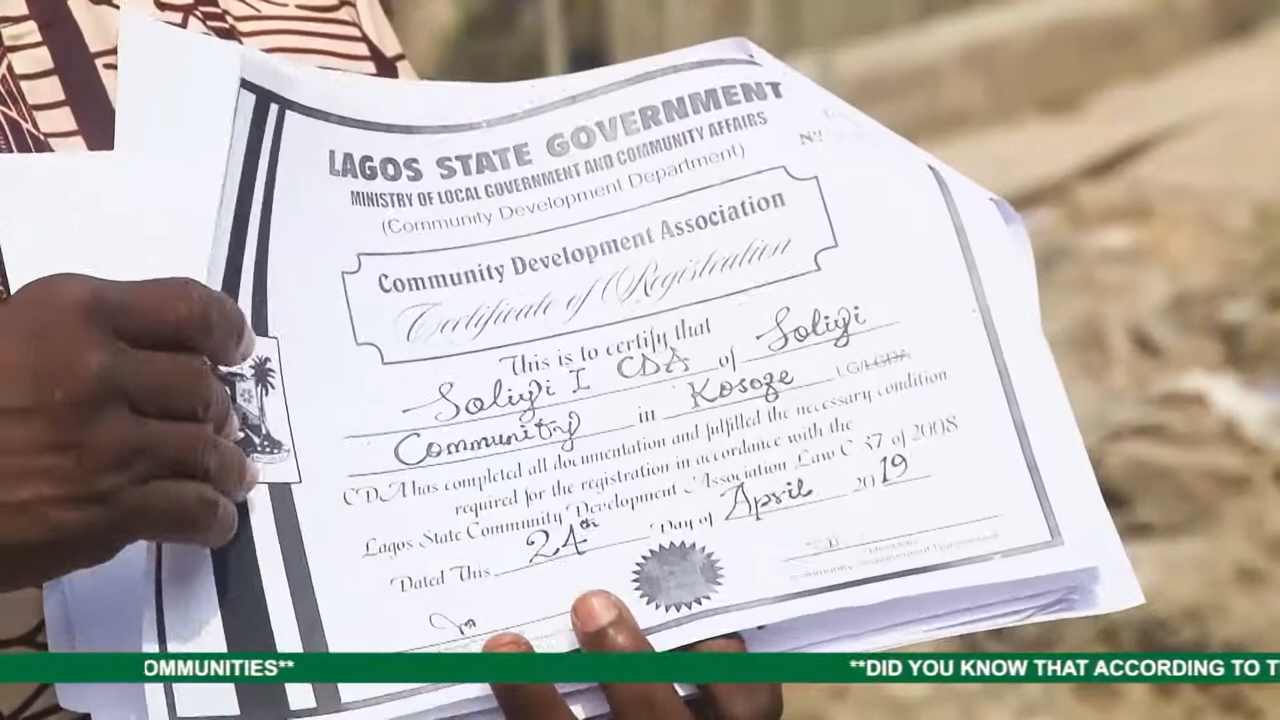 LAGOS STATE GOVERNMENT
MINISTRY OF LOCAL GOVERNMENT AND COMMUNITY AFFAIRS
(Community Development Department)
Nº
Community Development Association
Certificate of Registration
This is to certify that
Soliyi I CDA of Soliyi
Community in Kosofe LG/LCDA
CDA has completed all documentation and fulfilled the necessary condition
required for the registration in accordance with the
Lagos State Community Development Association Law C 37 of 2008
Dated This 24th Day of April 2019
OMMUNITIES** **DID YOU KNOW THAT ACCORDING TO T